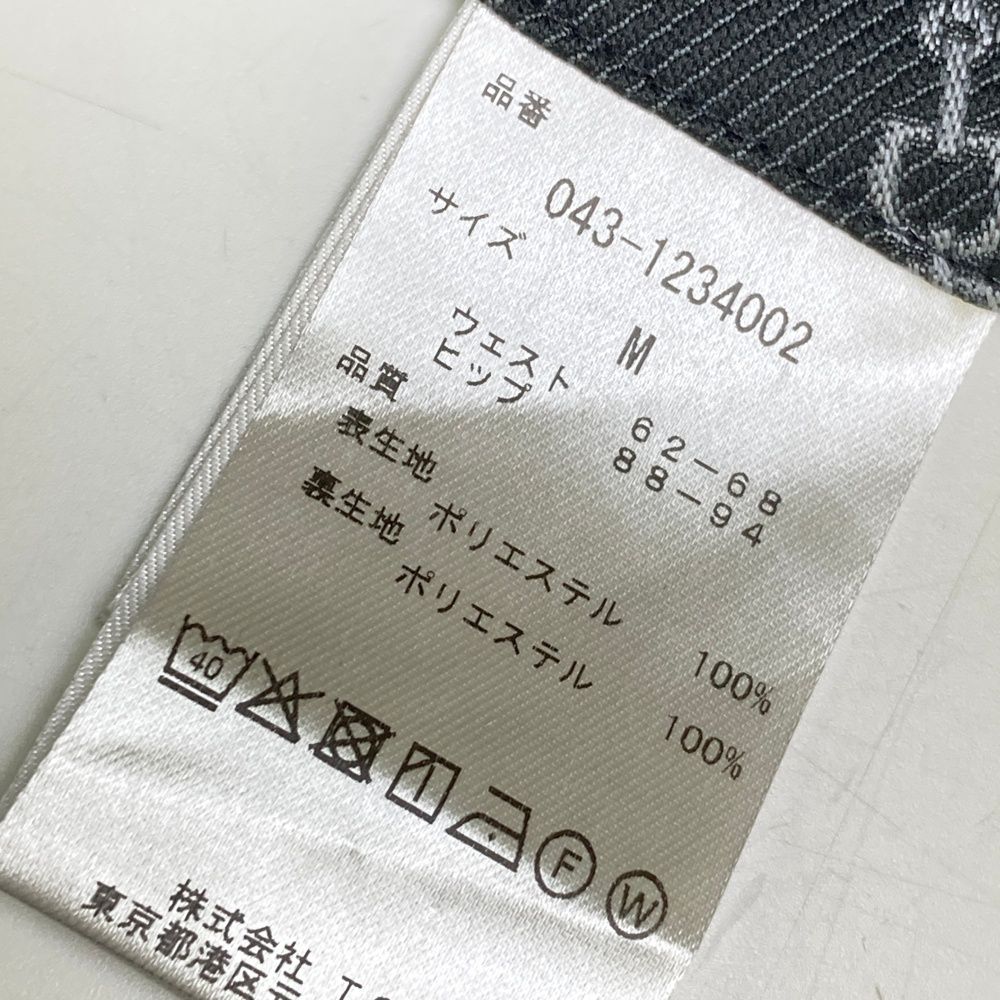 品番
043-1234002
サイズ
M
ウェスト 62-68
ヒップ 88-94
品質
表生地
ポリエステル 100%
裏生地
ポリエステル 100%
40
F W
株式会社
東京都港区